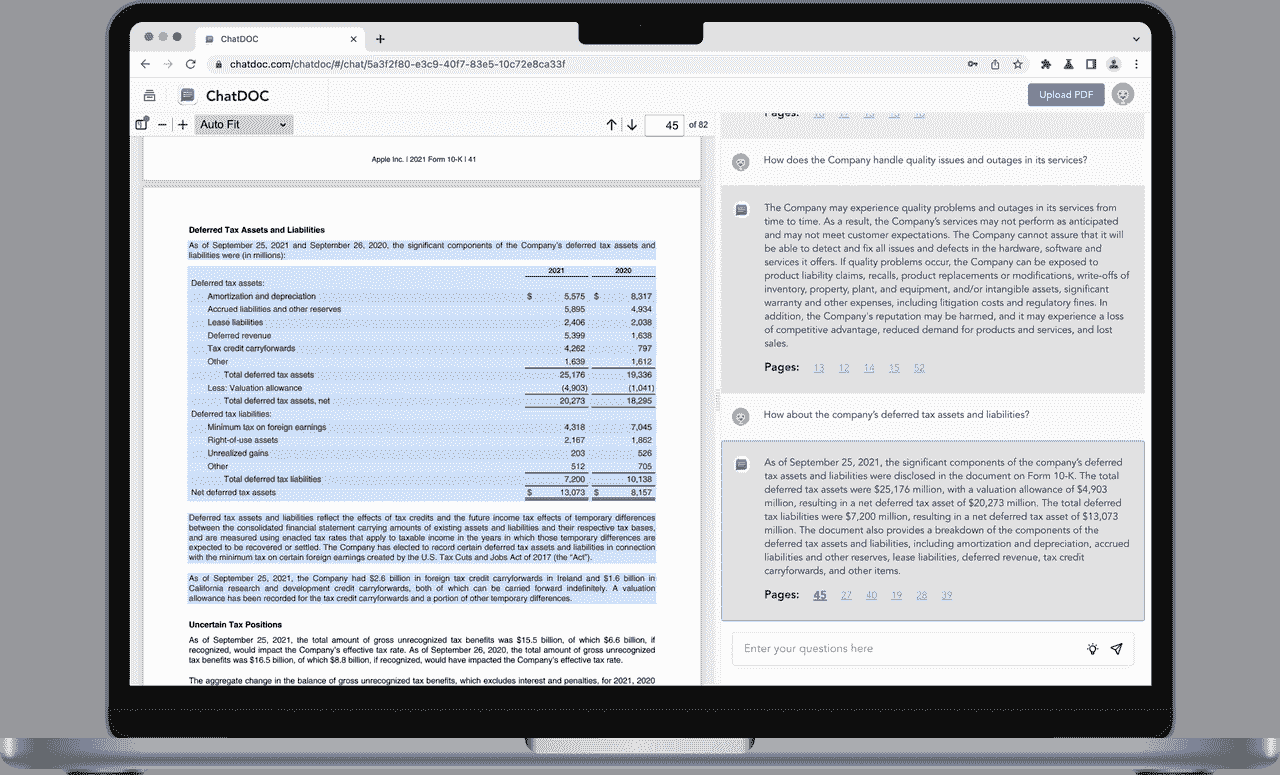 ChatDOC
chatdoc.com/chatdoc/#/chat/5a3f2f80-e3c9-40f7-83e5-10c72e8ca33f
ChatDOC
Upload PDF
Auto Fit
45 of 82
Apple Inc. | 2021 Form 10-K | 41
Deferred Tax Assets and Liabilities
As of September 25, 2021 and September 26, 2020, the significant components of the Company's deferred tax assets and
liabilities were (in millions):
2021 2020
Deferred tax assets:
Amortization and depreciation $ 5,575 $ 8,317
Accrued liabilities and other reserves 5,895 4,934
Lease liabilities 2,406 2,038
Deferred revenue 5,399 1,638
Tax credit carryforwards 4,262 797
Other 1,639 1,612
Total deferred tax assets 25,176 19,336
Less: Valuation allowance (4,903) (1,041)
Total deferred tax assets, net 20,273 18,295
Deferred tax liabilities:
Minimum tax on foreign earnings 4,318 7,045
Right-of-use assets 2,167 1,862
Unrealized gains 203 526
Other 512 705
Total deferred tax liabilities 7,200 10,138
Net deferred tax assets $ 13,073 $ 8,157
Deferred tax assets and liabilities reflect the effects of tax credits and the future income tax effects of temporary differences
between the consolidated financial statement carrying amounts of existing assets and liabilities and their respective tax bases,
and are measured using enacted tax rates that apply to taxable income in the years in which those temporary differences are
expected to be recovered or settled. The Company has elected to record certain deferred tax assets and liabilities in connection
with the minimum tax on certain foreign earnings created by the U.S. Tax Cuts and Jobs Act of 2017 (the “Act”).
As of September 25, 2021, the Company had $2.6 billion in foreign tax credit carryforwards in Ireland and $1.6 billion in
California research and development credit carryforwards, both of which can be carried forward indefinitely. A valuation
allowance has been recorded for the tax credit carryforwards and a portion of other temporary differences.
Uncertain Tax Positions
As of September 25, 2021, the total amount of gross unrecognized tax benefits was $15.5 billion, of which $6.6 billion, if
recognized, would impact the Company's effective tax rate. As of September 26, 2020, the total amount of gross unrecognized
tax benefits was $16.5 billion, of which $8.8 billion, if recognized, would have impacted the Company's effective tax rate.
The aggregate change in the balance of gross unrecognized tax benefits, which excludes interest and penalties, for 2021, 2020
Pages:
How does the Company handle quality issues and outages in its services?
The Company may experience quality problems and outages in its services from
time to time. As a result, the Company's services may not perform as anticipated
and may not meet customer expectations. The Company cannot assure that it will
be able to detect and fix all issues and defects in the hardware, software and
services it offers. If quality problems occur, the Company can be exposed to
product liability claims, recalls, product replacements or modifications, write-offs of
inventory, property, plant, and equipment, and/or intangible assets, significant
warranty and other expenses, including litigation costs and regulatory fines. In
addition, the Company's reputation may be harmed, and it may experience a loss
of competitive advantage, reduced demand for products and services, and lost
sales.
Pages: 13 12 14 15 52
How about the company's deferred tax assets and liabilities?
As of September 25, 2021, the significant components of the company's deferred
tax assets and liabilities were disclosed in the document on Form 10-K. The total
deferred tax assets were $25,176 million, with a valuation allowance of $4,903
million, resulting in a net deferred tax asset of $20,273 million. The total deferred
tax liabilities were $7,200 million, resulting in a net deferred tax asset of $13,073
million. The document also provides a breakdown of the components of the
deferred tax assets and liabilities, including amortization and depreciation, accrued
liabilities and other reserves, lease liabilities, deferred revenue, tax credit
carryforwards, and other items.
Pages: 45 27 40 19 28 39
Enter your questions here